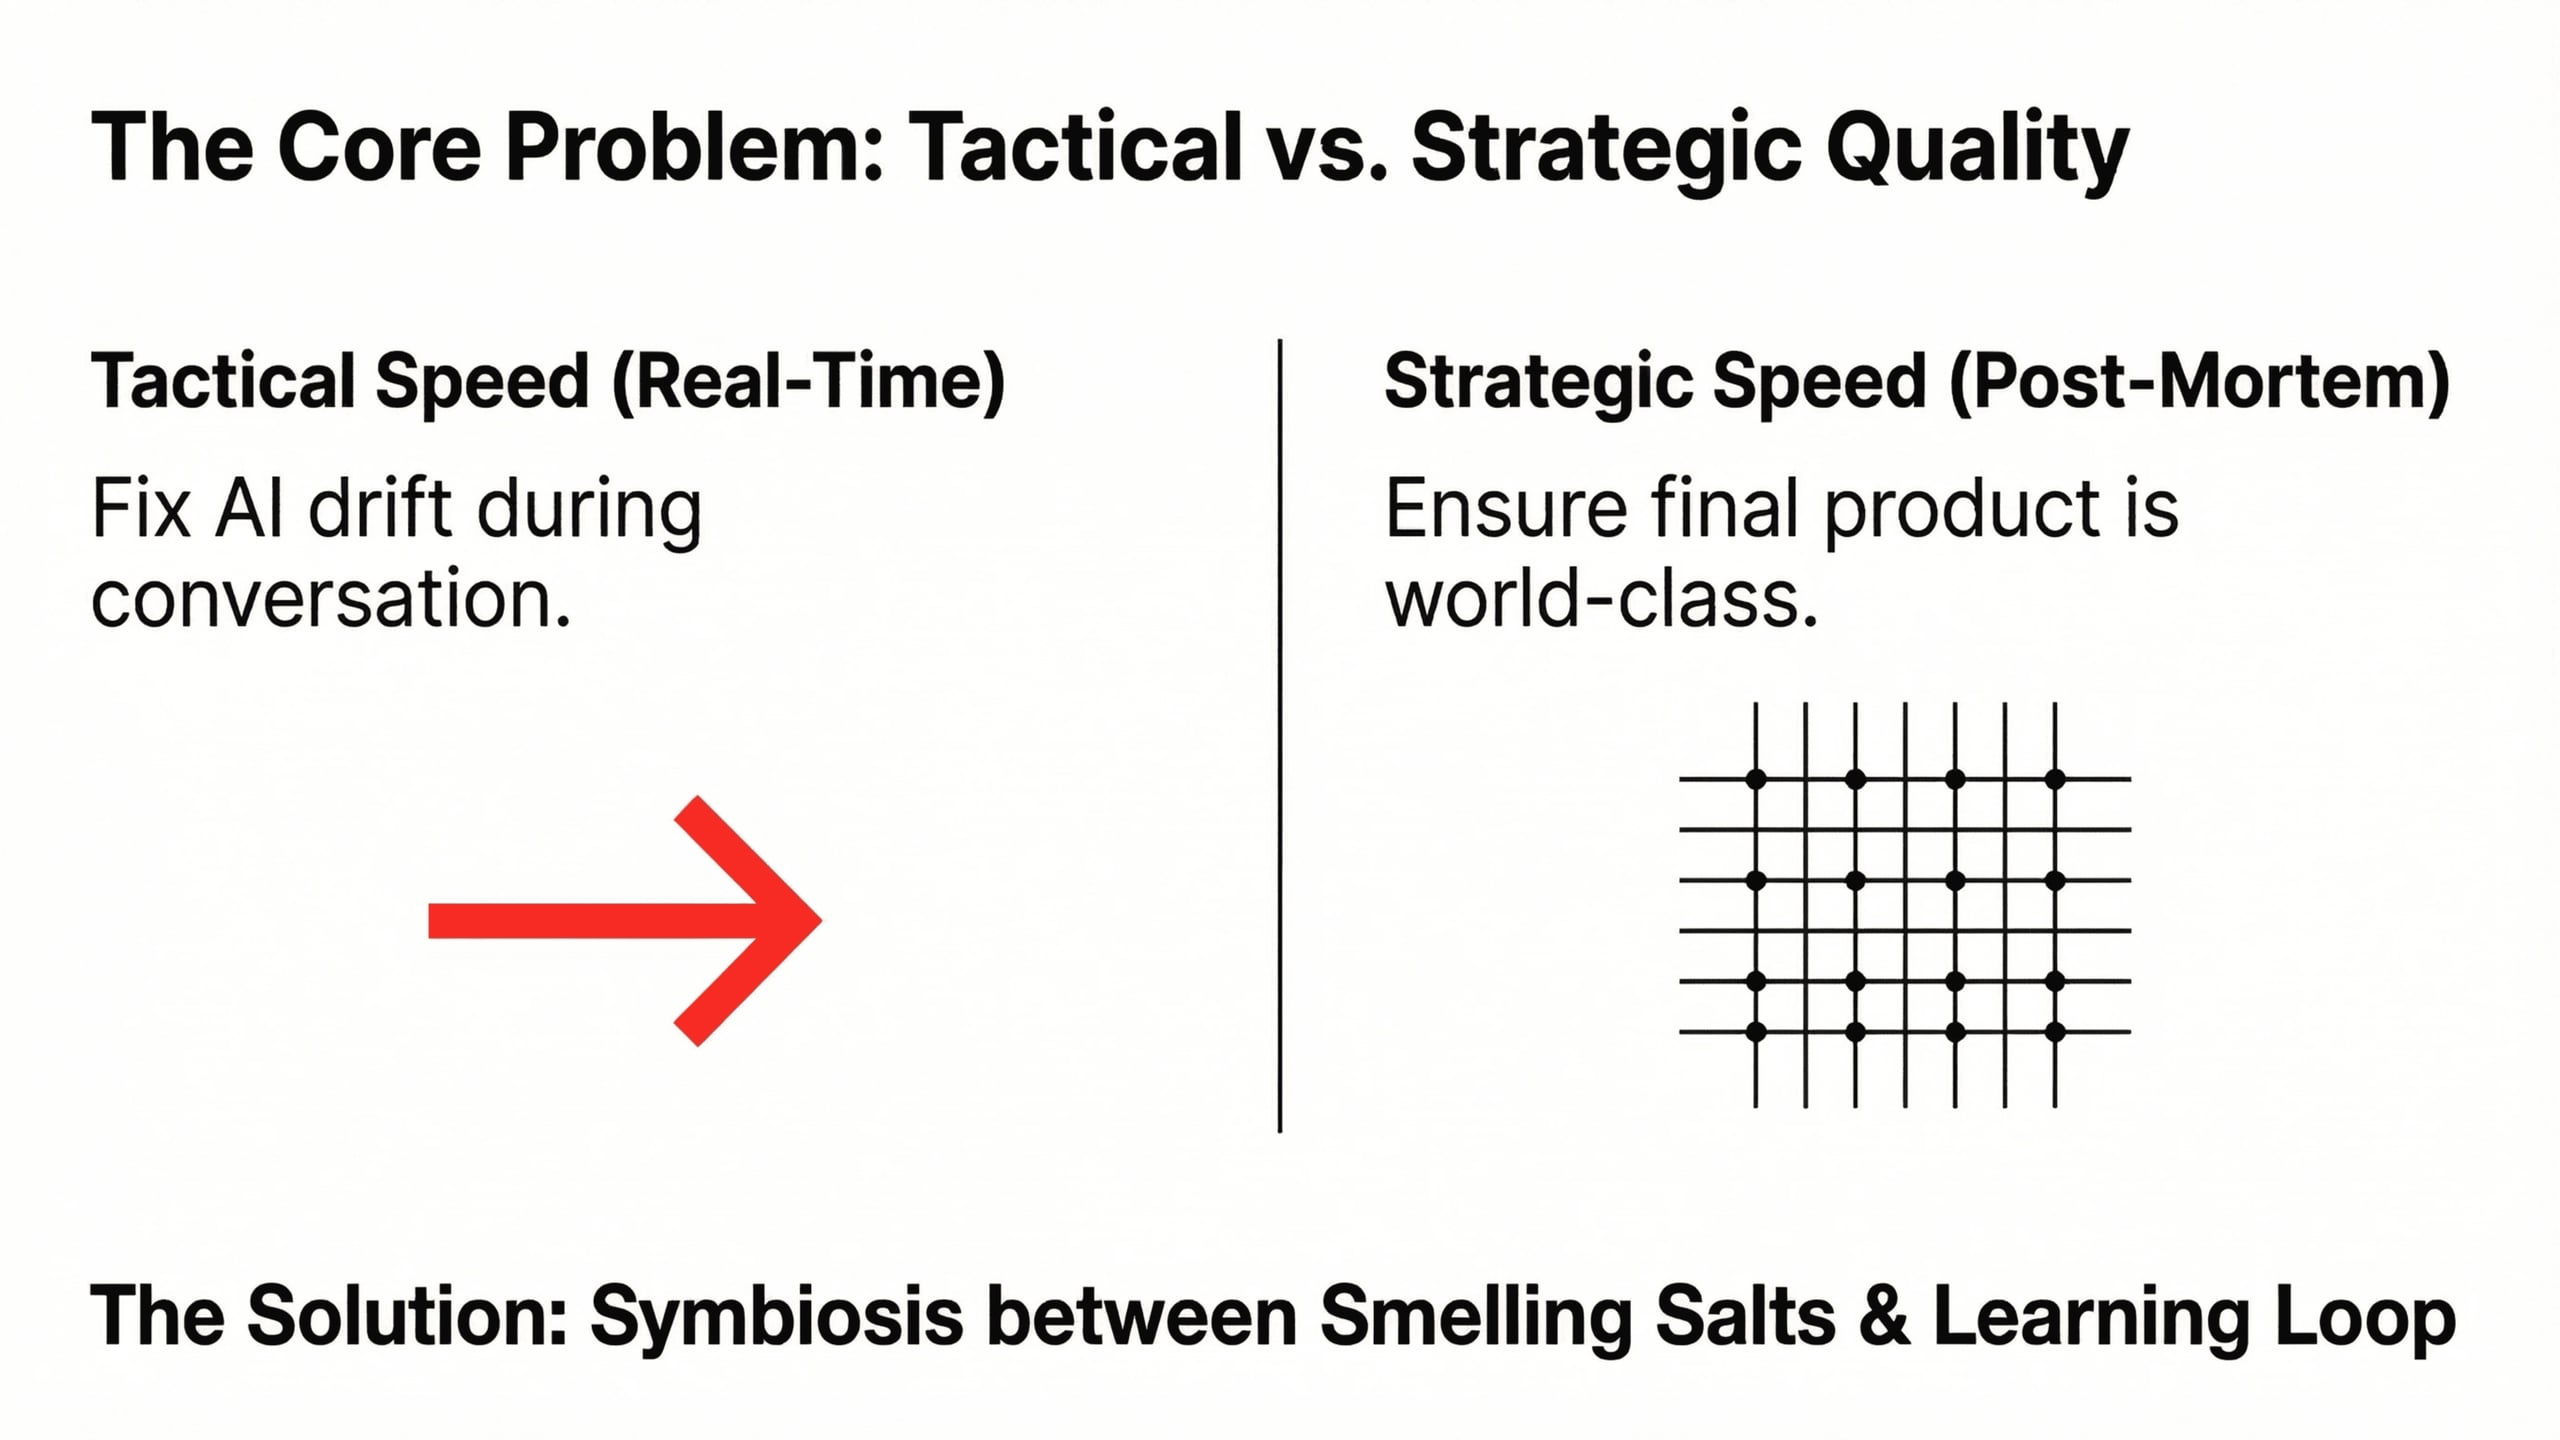 The Core Problem: Tactical vs. Strategic Quality
Tactical Speed (Real-Time)
Fix AI drift during
conversation.
Strategic Speed (Post-Mortem)
Ensure final product is
world-class.
The Solution: Symbiosis between Smelling Salts & Learning Loop